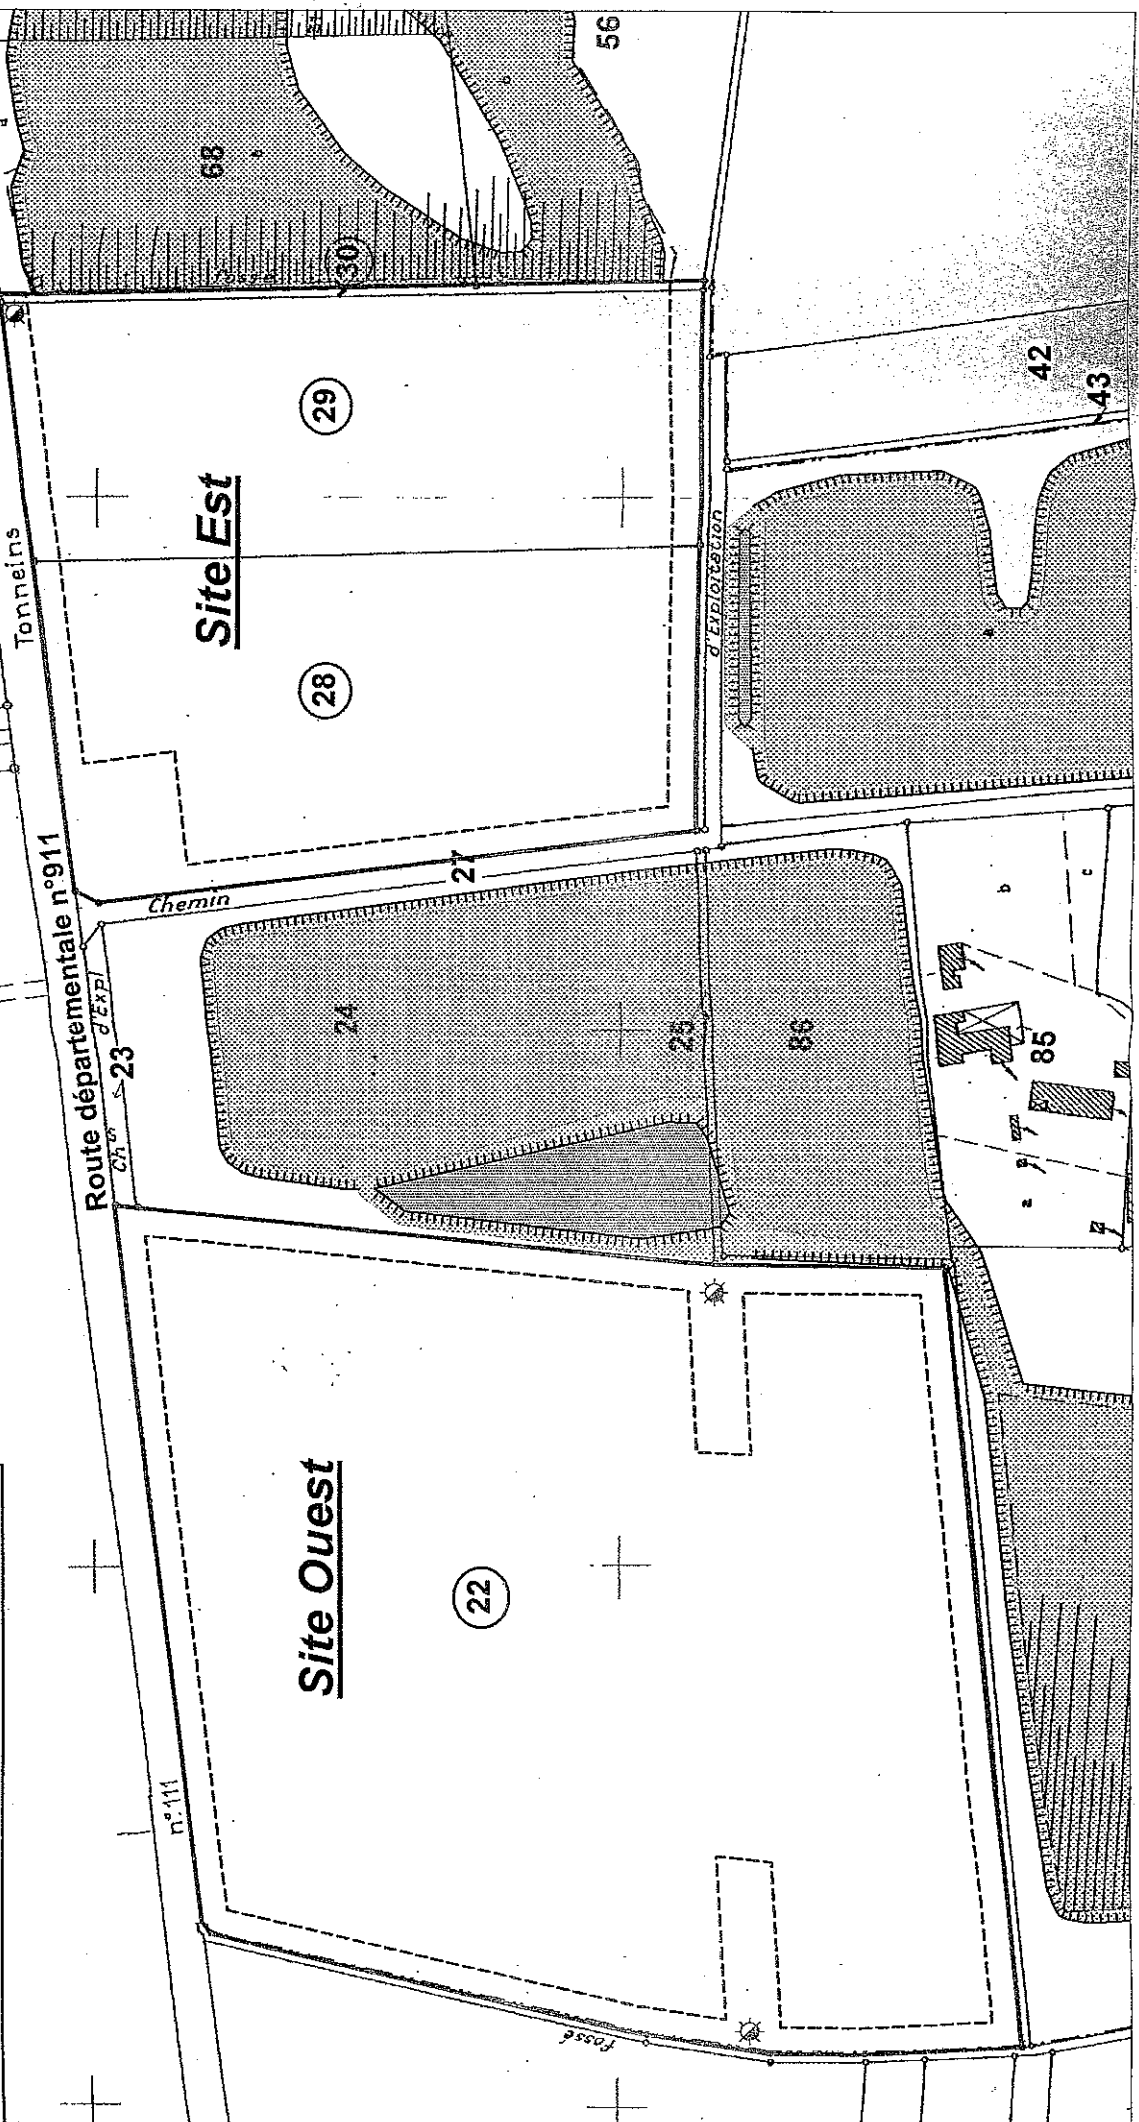 Tonneins
Route départementale n°911
n°111
Ch.ⁿ
d'Expl
23
Chemin
27
d'Exploitation
Fossé
Fossé
Site Est
28
29
30
68
b
56
Site Ouest
22
24
25
86
85
a
a
a
b
c
42
43